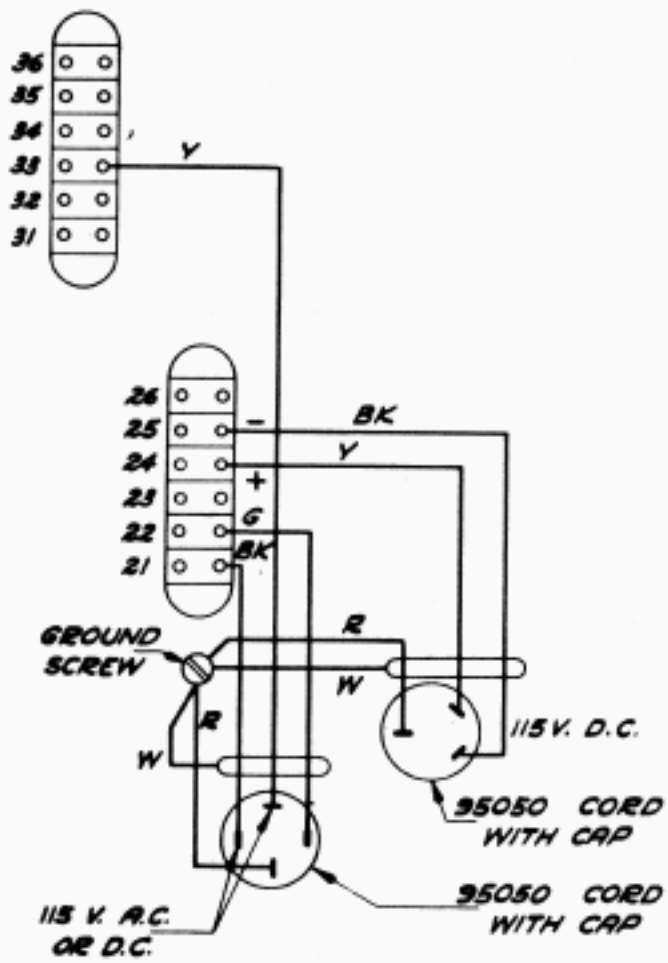 36
35
34
33
32
31
Y
26
25
24
23
22
21
-
BK
Y
+
G
BK
GROUND
SCREW
R
W
R
W
115 V. D.C.
95050 CORD
WITH CAP
95050 CORD
WITH CAP
115 V. A.C.
OR D.C.